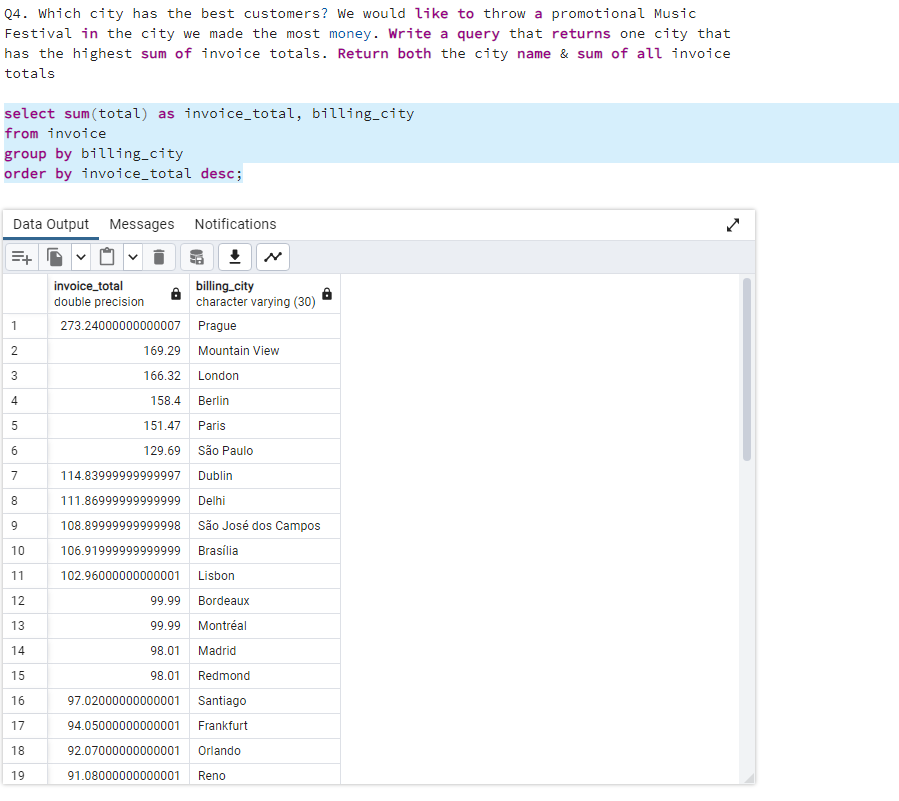 Q4. Which city has the best customers? We would like to throw a promotional Music
Festival in the city we made the most money. Write a query that returns one city that
has the highest sum of invoice totals. Return both the city name & sum of all invoice
totals
select sum(total) as invoice_total, billing_city
from invoice
group by billing_city
order by invoice_total desc;
Data Output Messages Notifications
invoice_total billing_city
double precision character varying (30)
1 273.24000000000007 Prague
2 169.29 Mountain View
3 166.32 London
4 158.4 Berlin
5 151.47 Paris
6 129.69 São Paulo
7 114.83999999999997 Dublin
8 111.86999999999999 Delhi
9 108.89999999999998 São José dos Campos
10 106.91999999999999 Brasília
11 102.96000000000001 Lisbon
12 99.99 Bordeaux
13 99.99 Montréal
14 98.01 Madrid
15 98.01 Redmond
16 97.02000000000001 Santiago
17 94.05000000000001 Frankfurt
18 92.07000000000001 Orlando
19 91.08000000000001 Reno